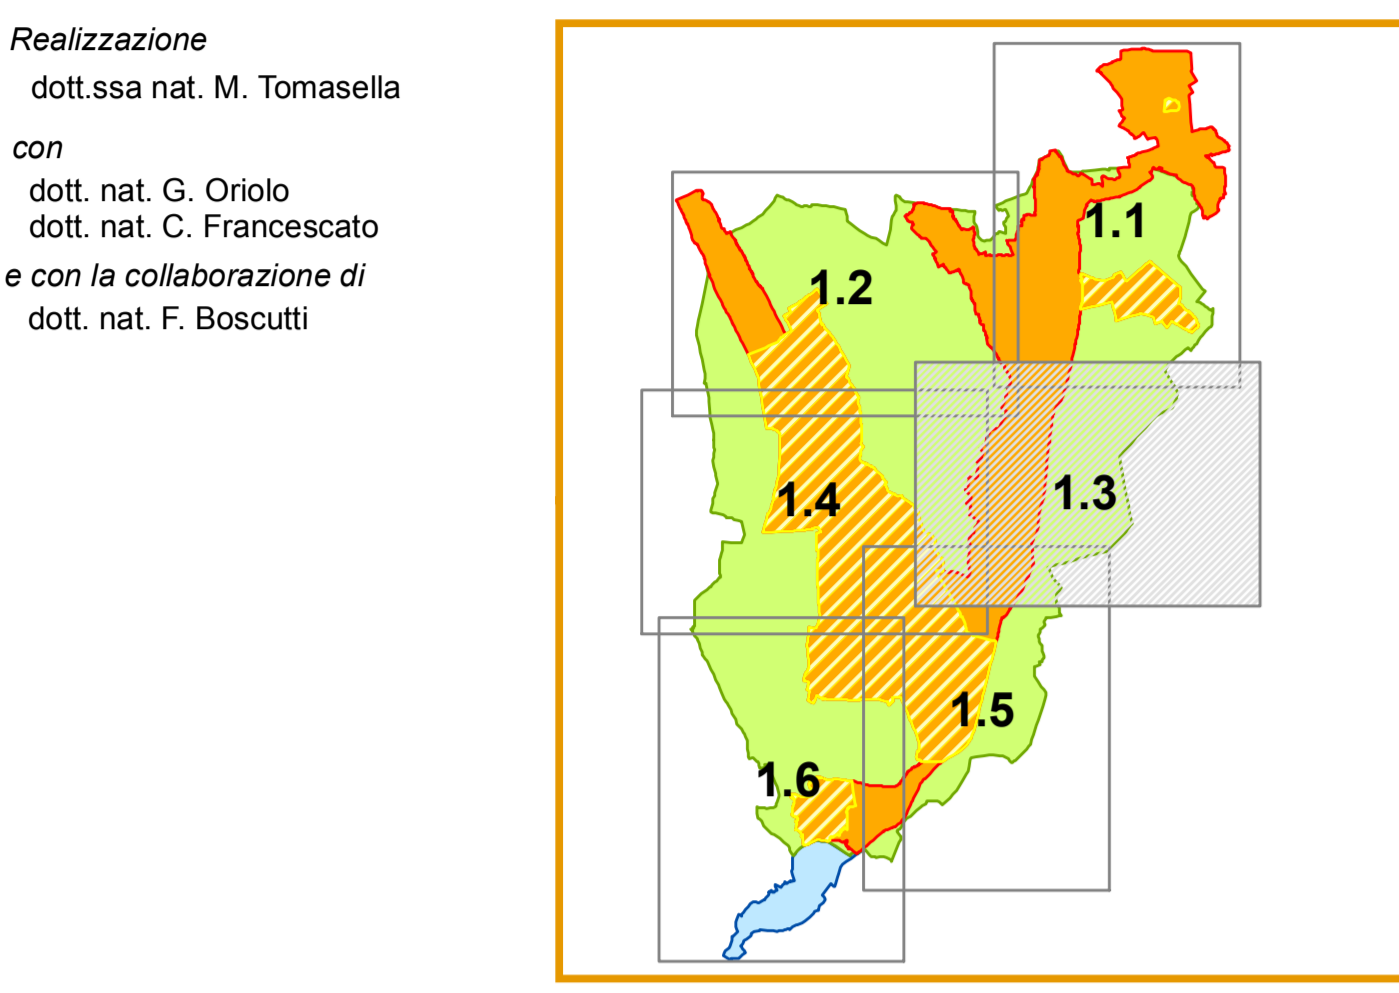 Realizzazione
dott.ssa nat. M. Tomasella
con
dott. nat. G. Oriolo
dott. nat. C. Francescato
e con la collaborazione di
dott. nat. F. Boscutti
1.1
1.2
1.3
1.4
1.5
1.6